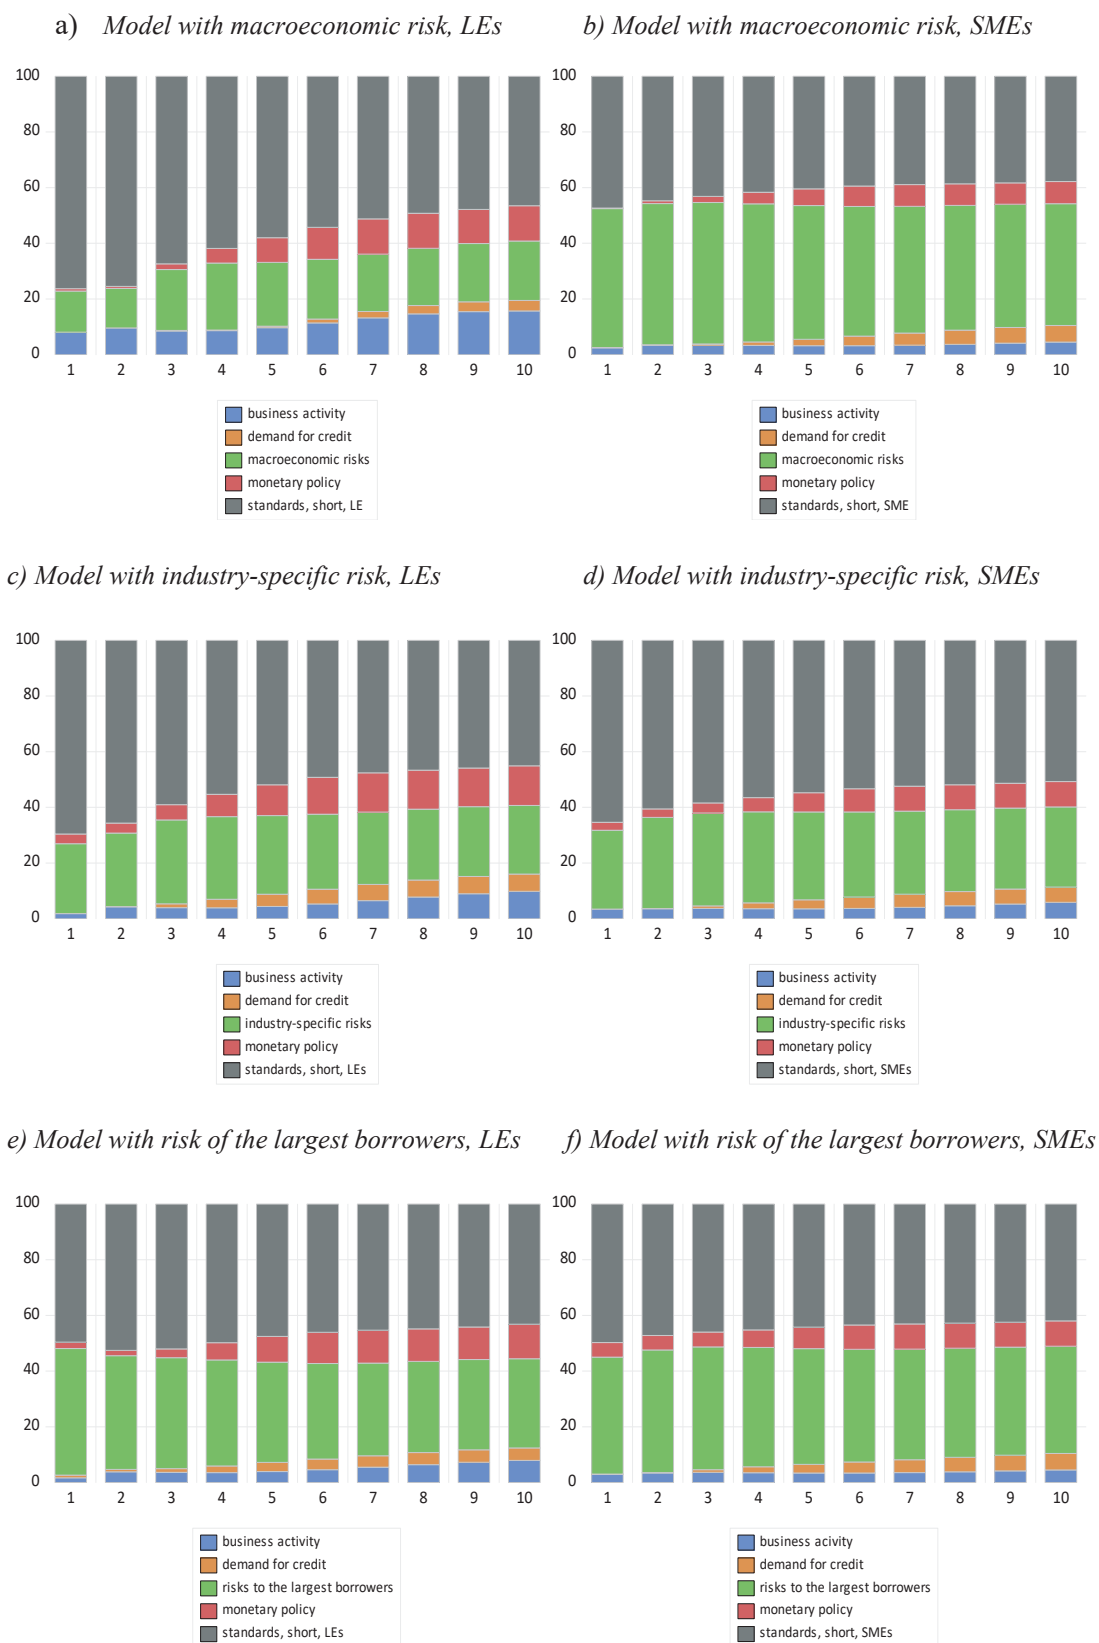 a) Model with macroeconomic risk, LEs
b) Model with macroeconomic risk, SMEs
100
80
60
40
20
0
1 2 3 4 5 6 7 8 9 10
business activity
demand for credit
macroeconomic risks
monetary policy
standards, short, LE
100
80
60
40
20
0
1 2 3 4 5 6 7 8 9 10
business activity
demand for credit
macroeconomic risks
monetary policy
standards, short, SME
c) Model with industry-specific risk, LEs
d) Model with industry-specific risk, SMEs
100
80
60
40
20
0
1 2 3 4 5 6 7 8 9 10
business activity
demand for credit
industry-specific risks
monetary policy
standards, short, LEs
100
80
60
40
20
0
1 2 3 4 5 6 7 8 9 10
business activity
demand for credit
industry-specific risks
monetary policy
standards, short, SMEs
e) Model with risk of the largest borrowers, LEs
f) Model with risk of the largest borrowers, SMEs
100
80
60
40
20
0
1 2 3 4 5 6 7 8 9 10
business activity
demand for credit
risks to the largest borrowers
monetary policy
standards, short, LEs
100
80
60
40
20
0
1 2 3 4 5 6 7 8 9 10
business activity
demand for credit
risks to the largest borrowers
monetary policy
standards, short, SMEs